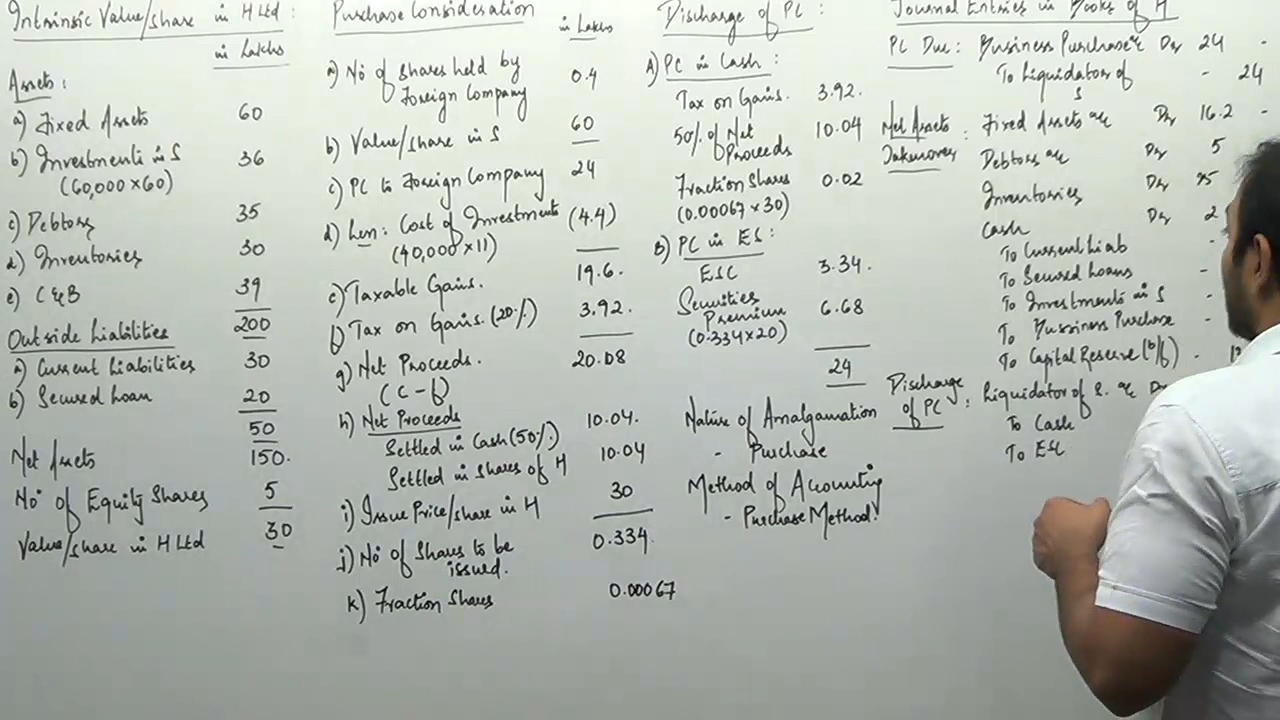 Intrinsic Value/share in H Ltd :
in Lakhs
Assets :
a) Fixed Assets 60
b) Investments in S 36
(60,000 x 60)
c) Debtors 35
d) Inventories 30
e) C & B 39
200
Outside Liabilities
a) Current Liabilities 30
b) Secured Loan 20
50
Net Assets 150.
No of Equity Shares 5
Value/share in H Ltd 30
Purchase Consideration
in Lakhs
a) No of shares held by 0.4
Foreign Company
b) Value/share in S 60
c) PC to Foreign Company 24
d) Less: Cost of Investments (4.4)
(40,000 x 11)
e) Taxable Gains. 19.6.
f) Tax on Gains. (20%) 3.92.
g) Net Proceeds. 20.08
(c - f)
h) Net Proceeds
Settled in Cash (50%) 10.04.
Settled in shares of H 10.04
i) Issue Price/share in H 30
j) No of shares to be 0.334
issued.
k) Fraction Shares 0.00067
Discharge of PC :
A) PC in Cash :
Tax on Gains. 3.92.
50% of Net 10.04
Proceeds
Fraction Shares 0.02
(0.00067 x 30)
B) PC in ES :
ESC 3.34.
Securities
Premium 6.68
(0.334x20)
24
Nature of Amalgamation
- Purchase
Method of Accounting
- Purchase Method.
Journal Entries in Books of H
PC Due : Business Purchase a/c Dr 24 -
To Liquidators of - 24
S
Net Assets : Fixed Assets a/c Dr 16.2 -
Takenover Debtors a/c Dr 5
Inventories Dr
Cash Dr 2
To Current Liab -
To Secured Loans -
To Investments in S -
To Bussiness Purchase -
To Capital Reserve (b/f) -
Discharge
of PC : Liquidator of S. a/c Dr
To Cash
To ESC